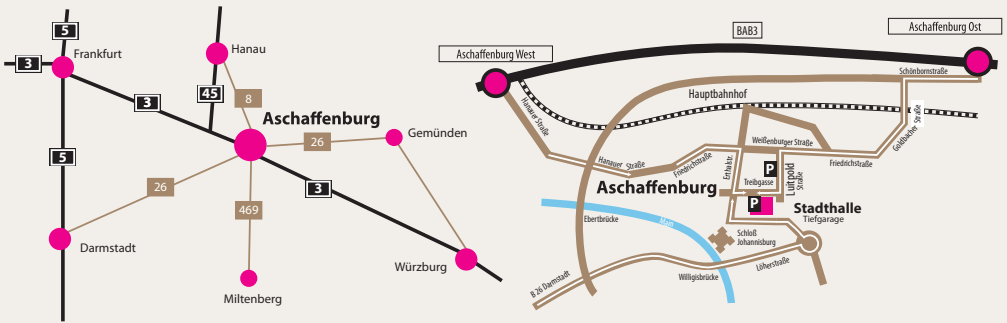 5
Frankfurt
3
Hanau
45
8
3
Aschaffenburg
Gemünden
26
5
26
3
469
Darmstadt
Würzburg
Miltenberg
BAB3
Aschaffenburg Ost
Aschaffenburg West
Schönbornstraße
Hauptbahnhof
Hanauer Straße
Goldbacher Straße
Weißenburger Straße
Hanauer Straße
Friedrichstraße
Friedrichstraße
Erthalstr.
P
Treibgasse
Luitpold
Straße
Aschaffenburg
P
Stadthalle
Tiefgarage
Ebertbrücke
Main
Schloß
Johannisburg
B 26 Darmstadt
Willigisbrücke
Löherstraße